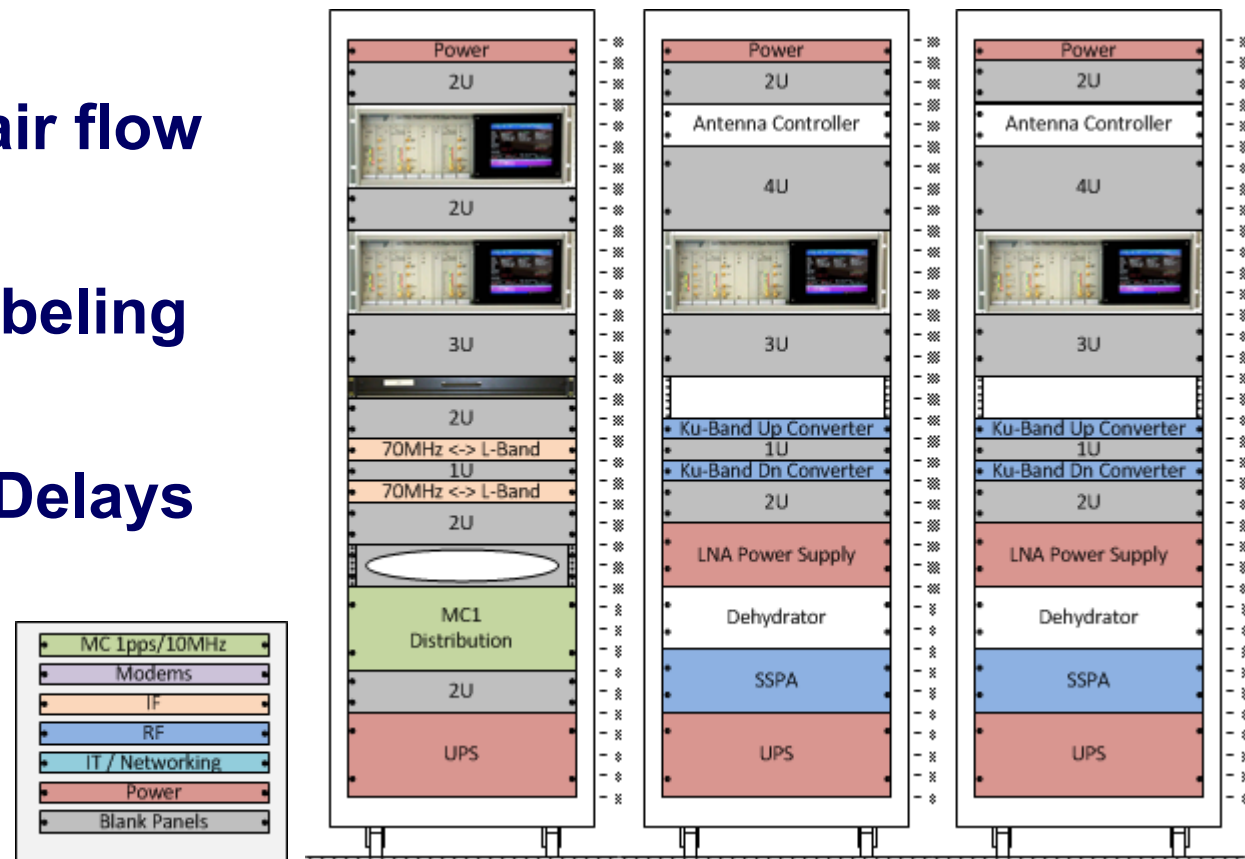 air flow
beling
Delays
MC 1pps/10MHz
Modems
IF
RF
IT / Networking
Power
Blank Panels
Power
2U
2U
3U
2U
70MHz <-> L-Band
1U
70MHz <-> L-Band
2U
MC1
Distribution
2U
UPS
Power
2U
Antenna Controller
4U
3U
Ku-Band Up Converter
1U
Ku-Band Dn Converter
2U
LNA Power Supply
Dehydrator
SSPA
UPS
Power
2U
Antenna Controller
4U
3U
Ku-Band Up Converter
1U
Ku-Band Dn Converter
2U
LNA Power Supply
Dehydrator
SSPA
UPS